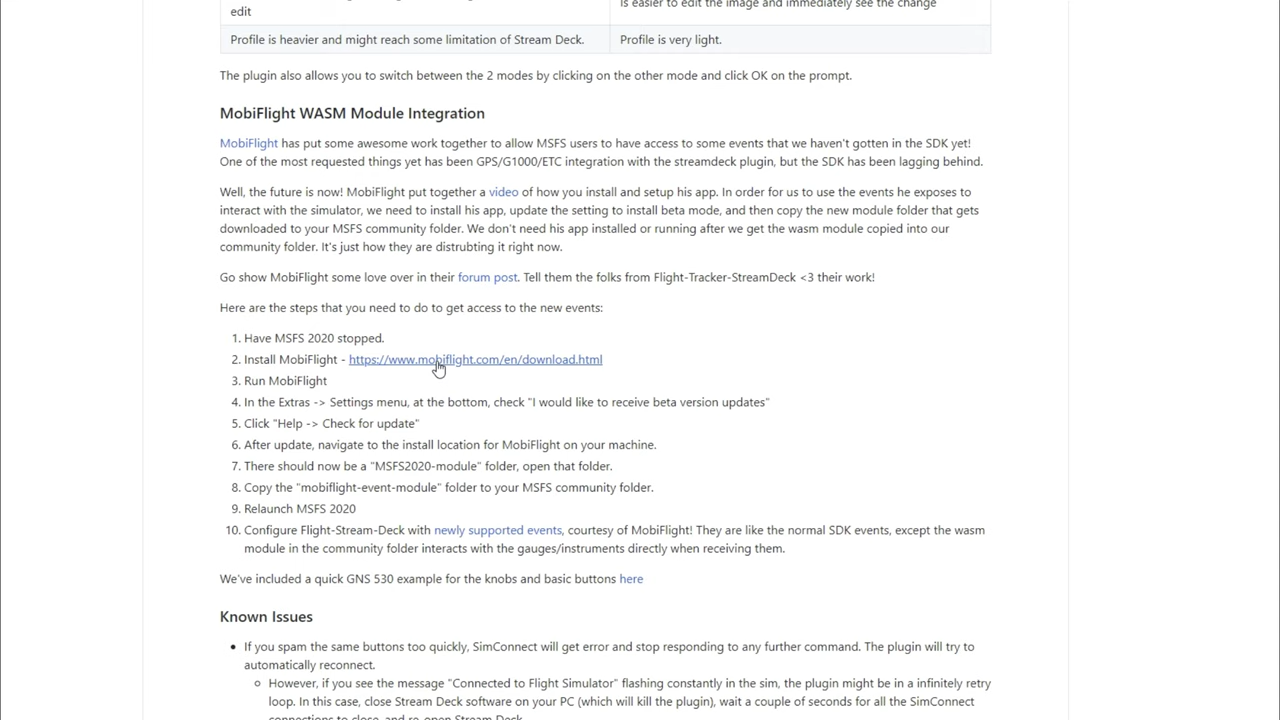 is easier to edit the image and immediately see the change
edit
Profile is heavier and might reach some limitation of Stream Deck. Profile is very light.
The plugin also allows you to switch between the 2 modes by clicking on the other mode and click OK on the prompt.
MobiFlight WASM Module Integration
MobiFlight has put some awesome work together to allow MSFS users to have access to some events that we haven't gotten in the SDK yet!
One of the most requested things yet has been GPS/G1000/ETC integration with the streamdeck plugin, but the SDK has been lagging behind.
Well, the future is now! MobiFlight put together a video of how you install and setup his app. In order for us to use the events he exposes to
interact with the simulator, we need to install his app, update the setting to install beta mode, and then copy the new module folder that gets
downloaded to your MSFS community folder. We don't need his app installed or running after we get the wasm module copied into our
community folder. It's just how they are distrubting it right now.
Go show MobiFlight some love over in their forum post. Tell them the folks from Flight-Tracker-StreamDeck <3 their work!
Here are the steps that you need to do to get access to the new events:
1. Have MSFS 2020 stopped.
2. Install MobiFlight - https://www.mobiflight.com/en/download.html
3. Run MobiFlight
4. In the Extras -> Settings menu, at the bottom, check "I would like to receive beta version updates"
5. Click "Help -> Check for update"
6. After update, navigate to the install location for MobiFlight on your machine.
7. There should now be a "MSFS2020-module" folder, open that folder.
8. Copy the "mobiflight-event-module" folder to your MSFS community folder.
9. Relaunch MSFS 2020
10. Configure Flight-Stream-Deck with newly supported events, courtesy of MobiFlight! They are like the normal SDK events, except the wasm
module in the community folder interacts with the gauges/instruments directly when receiving them.
We've included a quick GNS 530 example for the knobs and basic buttons here
Known Issues
• If you spam the same buttons too quickly, SimConnect will get error and stop responding to any further command. The plugin will try to
automatically reconnect.
○ However, if you see the message "Connected to Flight Simulator" flashing constantly in the sim, the plugin might be in a infinitely retry
loop. In this case, close Stream Deck software on your PC (which will kill the plugin), wait a couple of seconds for all the SimConnect
connections to close, and re-open Stream Deck.